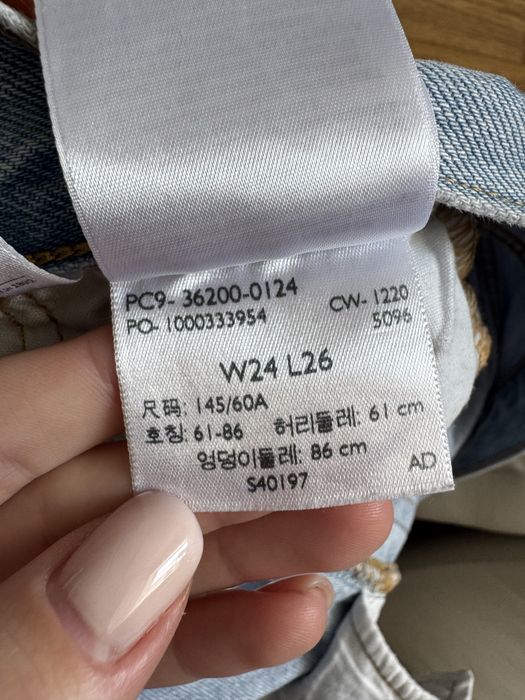 PC9- 36200-0124
PO- 1000333954 CW- 1220
5096
W24 L26
尺码: 145/60A
호칭: 61-86 허리둘레: 61 cm
엉덩이둘레: 86 cm
S40197 AD